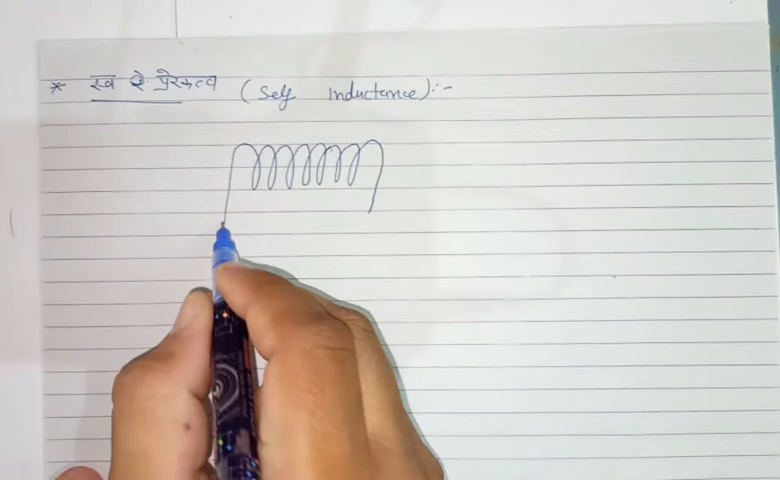 * स्व प्रेरकत्व (Self Inductance):-